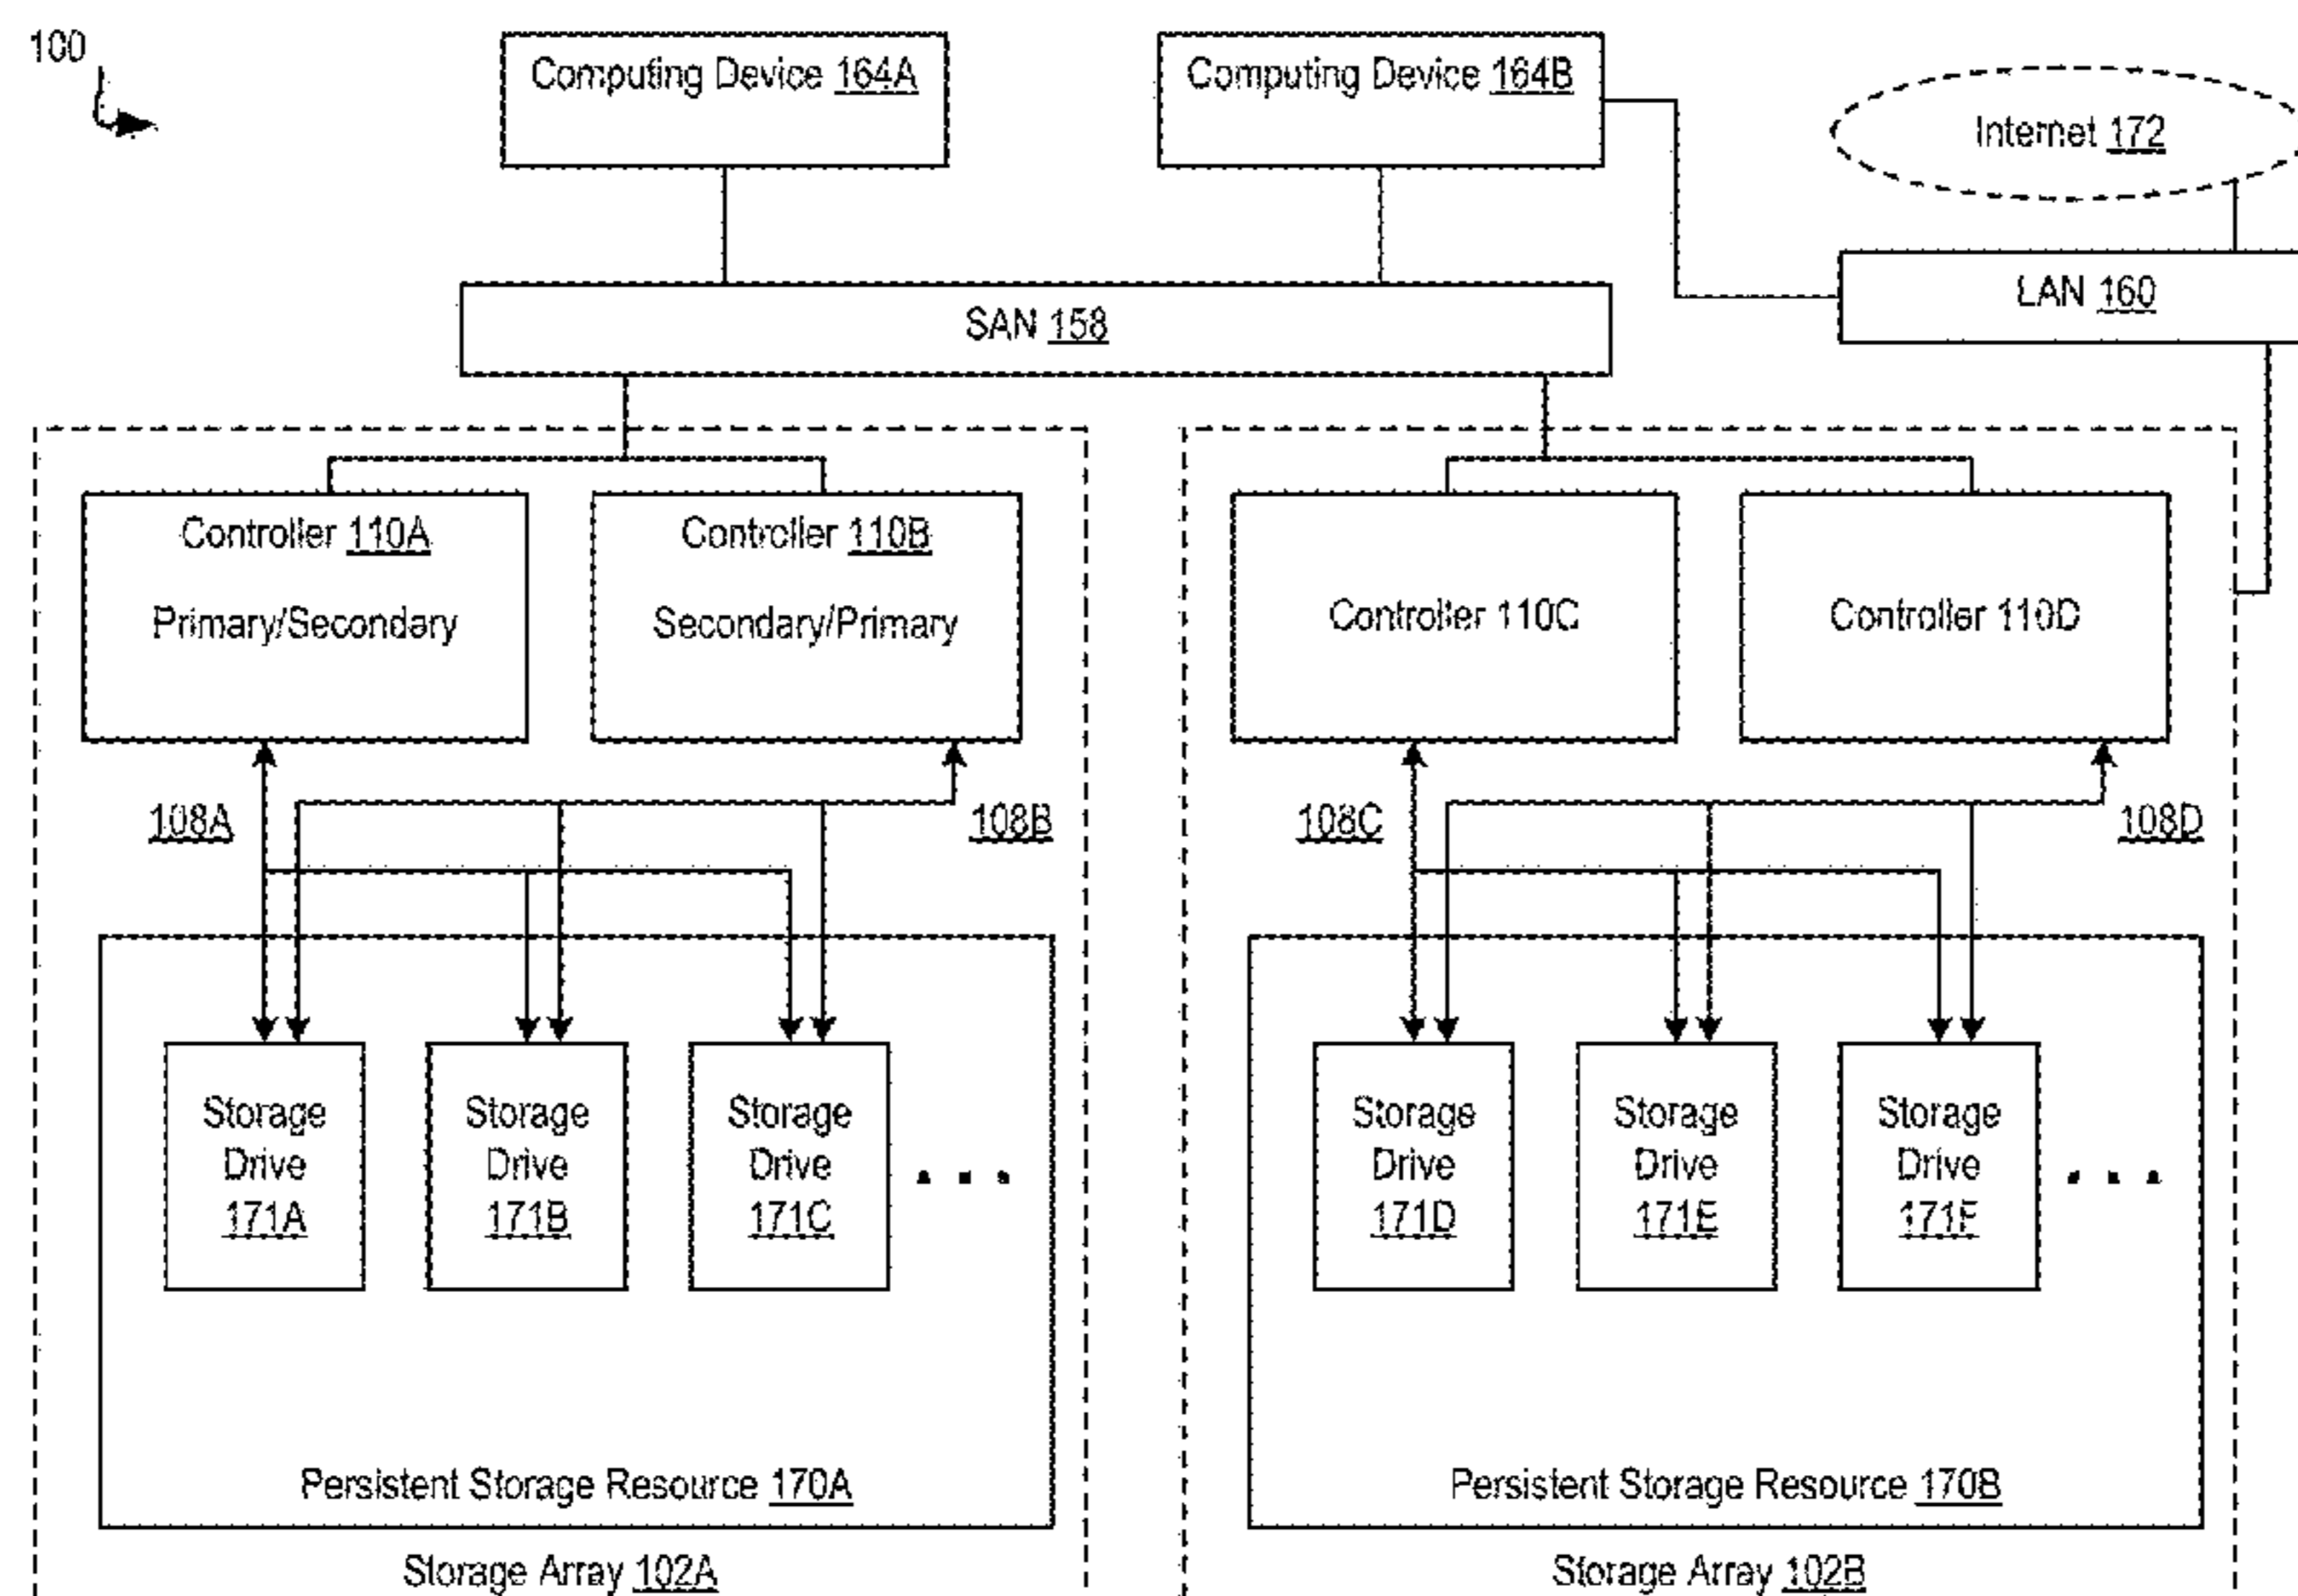 100
Computing Device 164A
Computing Device 164B
Internet 172
LAN 160
SAN 158
Controller 110A
Primary/Secondary
Controller 110B
Secondary/Primary
Controller 110C
Controller 110D
108A
108B
108C
108D
Storage
Drive
171A
Storage
Drive
171B
Storage
Drive
171C
...
Storage
Drive
171D
Storage
Drive
171E
Storage
Drive
171F
...
Persistent Storage Resource 170A
Persistent Storage Resource 170B
Storage Array 102A
Storage Array 102B